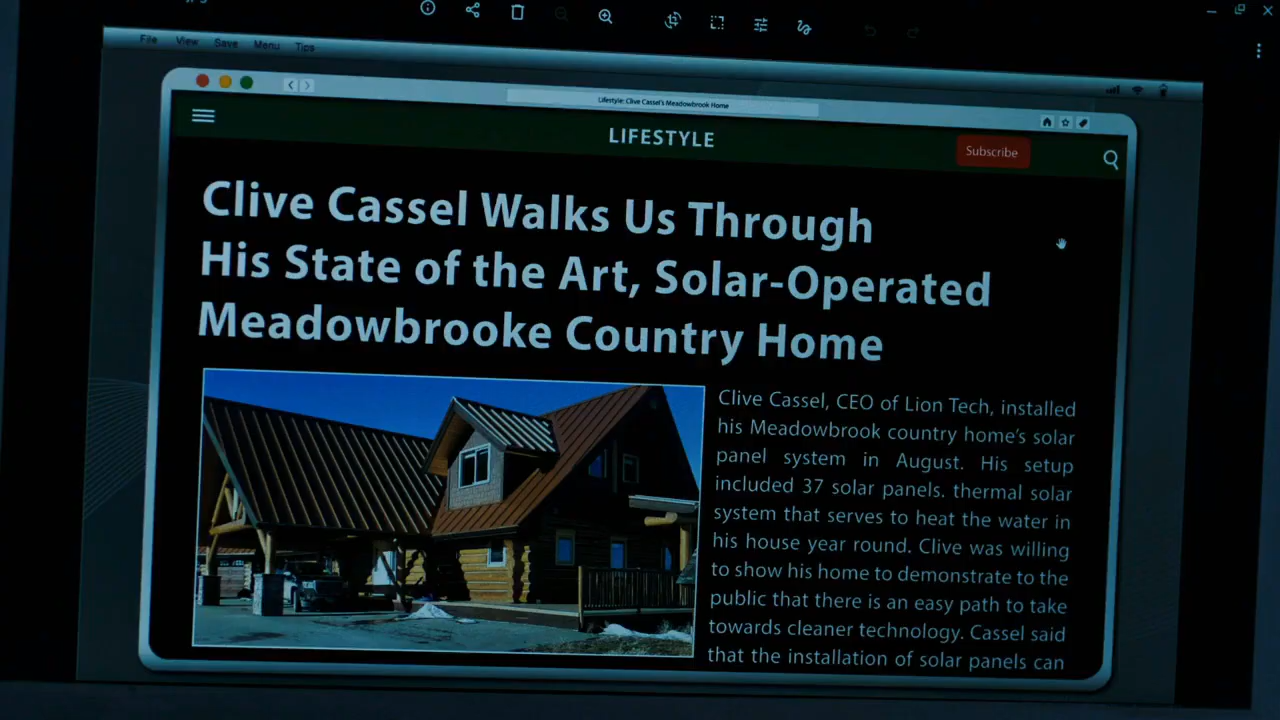 File View Save Menu Tips
Lifestyle: Clive Cassel's Meadowbrook Home
LIFESTYLE
Subscribe
Clive Cassel Walks Us Through
His State of the Art, Solar-Operated
Meadowbrooke Country Home
Clive Cassel, CEO of Lion Tech, installed
his Meadowbrook country home's solar
panel system in August. His setup
included 37 solar panels. thermal solar
system that serves to heat the water in
his house year round. Clive was willing
to show his home to demonstrate to the
public that there is an easy path to take
towards cleaner technology. Cassel said
that the installation of solar panels can